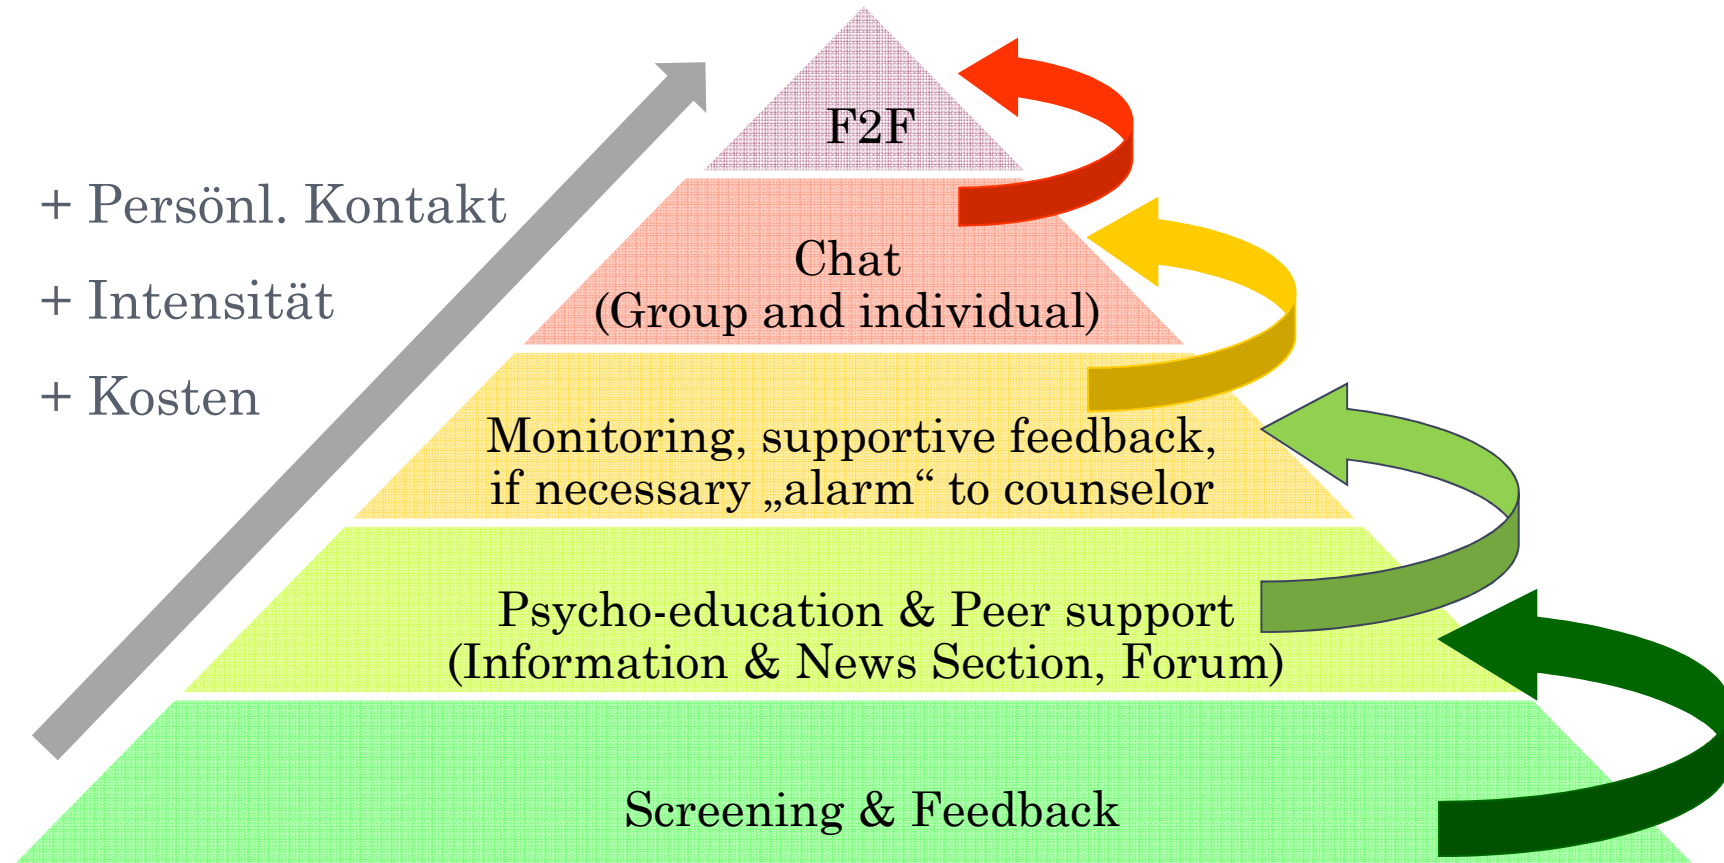 F2F
+ Persönl. Kontakt
Chat
(Group and individual)
+ Intensität
+ Kosten
Monitoring, supportive feedback,
if necessary „alarm“ to counselor
Psycho-education & Peer support
(Information & News Section, Forum)
Screening & Feedback